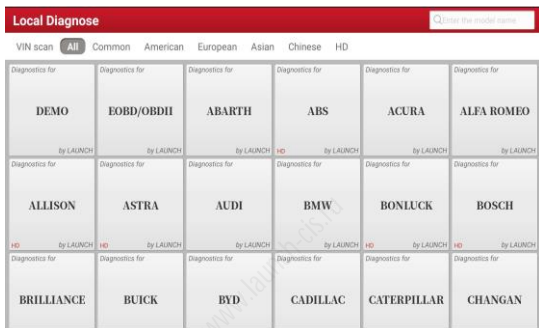 Local Diagnose
Enter the model name
VIN scan All Common American European Asian Chinese HD
Diagnostics for Diagnostics for Diagnostics for Diagnostics for Diagnostics for Diagnostics for
DEMO EOBD/OBDII ABARTH ABS ACURA ALFA ROMEO
by LAUNCH by LAUNCH by LAUNCH HD by LAUNCH by LAUNCH by LAUNCH
Diagnostics for Diagnostics for Diagnostics for Diagnostics for Diagnostics for Diagnostics for
ALLISON ASTRA AUDI BMW BONLUCK BOSCH
HD by LAUNCH HD by LAUNCH by LAUNCH by LAUNCH HD by LAUNCH HD by LAUNCH
Diagnostics for Diagnostics for Diagnostics for Diagnostics for Diagnostics for Diagnostics for
BRILLIANCE BUICK BYD CADILLAC CATERPILLAR CHANGAN
www.launch-cis.ru